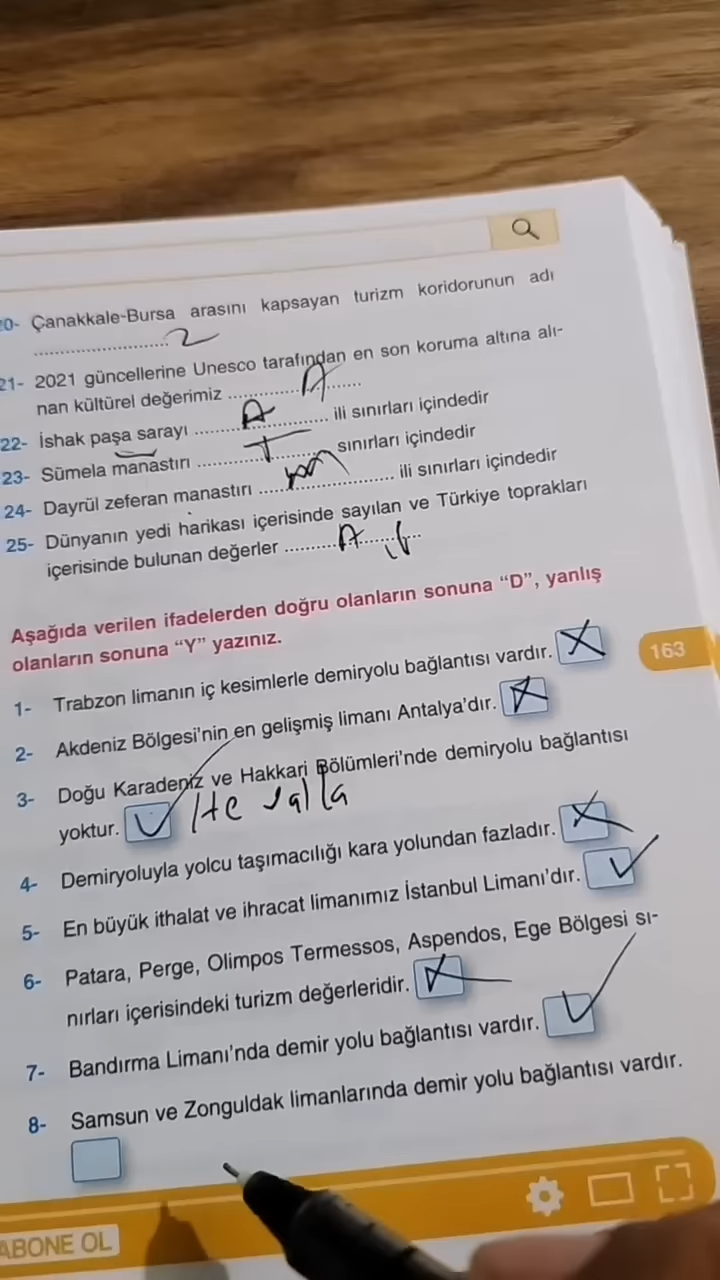 20- Çanakkale-Bursa arasını kapsayan turizm koridorunun adı
........................... 2
21- 2021 güncellerine Unesco tarafından en son koruma altına alı-
nan kültürel değerimiz .......................... A
22- İshak paşa sarayı .......................... A ili sınırları içindedir
23- Sümela manastırı .......................... T sınırları içindedir
24- Dayrül zeferan manastırı .......................... ili sınırları içindedir
25- Dünyanın yedi harikası içerisinde sayılan ve Türkiye toprakları
içerisinde bulunan değerler .......................... A
Aşağıda verilen ifadelerden doğru olanların sonuna “D”, yanlış
olanların sonuna “Y” yazınız.
163
1- Trabzon limanın iç kesimlerle demiryolu bağlantısı vardır.
2- Akdeniz Bölgesi’nin en gelişmiş limanı Antalya’dır.
3- Doğu Karadeniz ve Hakkari Bölümleri’nde demiryolu bağlantısı
yoktur. He valla
4- Demiryoluyla yolcu taşımacılığı kara yolundan fazladır.
5- En büyük ithalat ve ihracat limanımız İstanbul Limanı’dır.
6- Patara, Perge, Olimpos Termessos, Aspendos, Ege Bölgesi sı-
nırları içerisindeki turizm değerleridir.
7- Bandırma Limanı’nda demir yolu bağlantısı vardır.
8- Samsun ve Zonguldak limanlarında demir yolu bağlantısı vardır.
ABONE OL